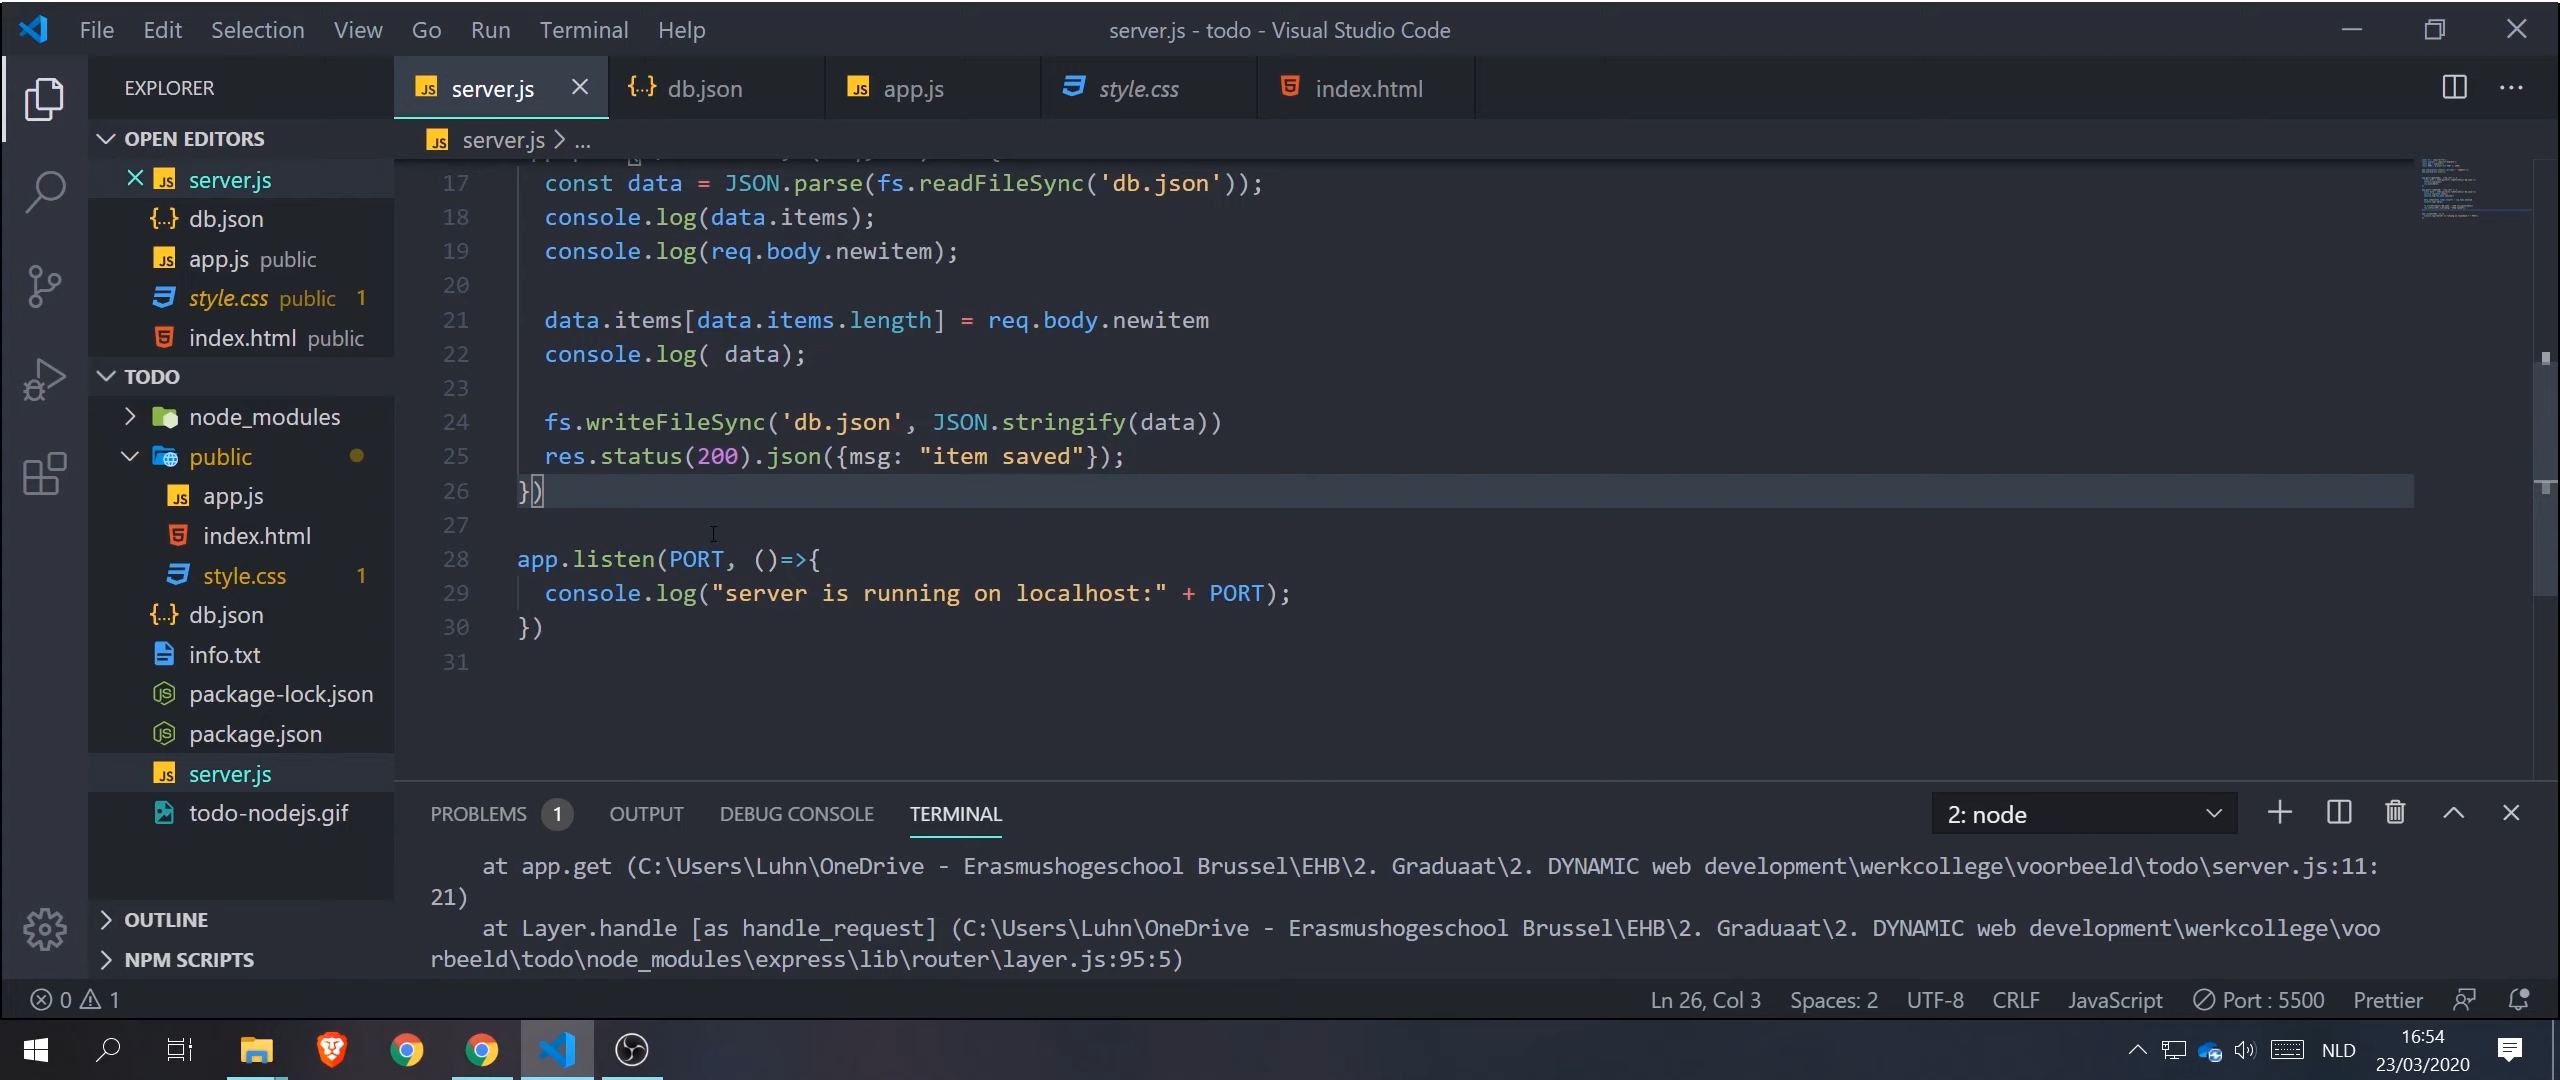 File Edit Selection View Go Run Terminal Help
server.js - todo - Visual Studio Code
EXPLORER
OPEN EDITORS
server.js
db.json
app.js public
style.css public 1
index.html public
TODO
node_modules
public
app.js
index.html
style.css 1
db.json
info.txt
package-lock.json
package.json
server.js
todo-nodejs.gif
OUTLINE
NPM SCRIPTS
server.js
db.json
app.js
style.css
index.html
server.js > ...
17 const data = JSON.parse(fs.readFileSync('db.json'));
18 console.log(data.items);
19 console.log(req.body.newitem);
20
21 data.items[data.items.length] = req.body.newitem
22 console.log( data);
23
24 fs.writeFileSync('db.json', JSON.stringify(data))
25 res.status(200).json({msg: "item saved"});
26 })
27
28 app.listen(PORT, ()=>{
29 console.log("server is running on localhost:" + PORT);
30 })
31
PROBLEMS 1 OUTPUT DEBUG CONSOLE TERMINAL
2: node
at app.get (C:\Users\Luhn\OneDrive - Erasmushogeschool Brussel\EHB\2. Graduaat\2. DYNAMIC web development\werkcollege\voorbeeld\todo\server.js:11:
21)
at Layer.handle [as handle_request] (C:\Users\Luhn\OneDrive - Erasmushogeschool Brussel\EHB\2. Graduaat\2. DYNAMIC web development\werkcollege\voo
rbeeld\todo\node_modules\express\lib\router\layer.js:95:5)
0 1
Ln 26, Col 3 Spaces: 2 UTF-8 CRLF JavaScript Port : 5500 Prettier
NLD
16:54
23/03/2020